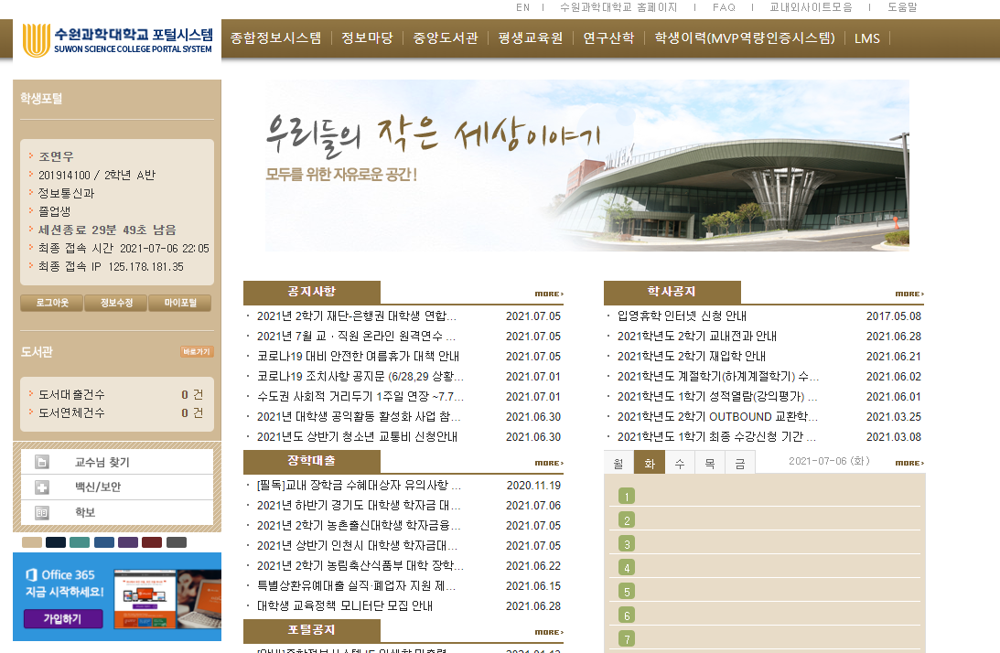 EN | 수원과학대학교 홈페이지 | FAQ | 교내외사이트모음 | 도움말
수원과학대학교 포털시스템
SUWON SCIENCE COLLEGE PORTAL SYSTEM
종합정보시스템 | 정보마당 | 중앙도서관 | 평생교육원 | 연구산학 | 학생이력(MVP역량인증시스템) | LMS |
학생포털
조연우
201914100 / 2학년 A반
정보통신과
졸업생
세션종료 29분 49초 남음
최종 접속 시간 2021-07-06 22:05
최종 접속 IP 125.178.181.35
로그아웃 정보수정 마이포털
도서관 바로가기
도서대출건수 0 건
도서연체건수 0 건
교수님 찾기
백신/보안
학보
Office 365
지금 시작하세요!
가입하기
우리들의 작은 세상이야기
모두를 위한 자유로운 공간!
공지사항 MORE
2021년 2학기 재단-은행권 대학생 연합... 2021.07.05
2021년 7월 교·직원 온라인 원격연수 ... 2021.07.05
코로나19 대비 안전한 여름휴가 대책 안내 2021.07.05
코로나19 조치사항 공지문 (6/28,29 상황... 2021.07.01
수도권 사회적 거리두기 1주일 연장 ~7.7... 2021.07.01
2021년 대학생 공익활동 활성화 사업 참... 2021.06.30
2021년도 상반기 청소년 교통비 신청안내 2021.06.30
장학대출 MORE
[필독]교내 장학금 수혜대상자 유의사항 ... 2020.11.19
2021년 하반기 경기도 대학생 학자금 대... 2021.07.06
2021년 2학기 농촌출신대학생 학자금융... 2021.07.05
2021년 상반기 인천시 대학생 학자금대... 2021.07.05
2021년 2학기 농림축산식품부 대학 장학... 2021.06.22
특별상환유예대출 실직·폐업자 지원 제... 2021.06.15
대학생 교육정책 모니터단 모집 안내 2021.06.28
포털공지 MORE
학사공지 MORE
입영휴학 인터넷 신청 안내 2017.05.08
2021학년도 2학기 교내전과 안내 2021.06.28
2021학년도 2학기 재입학 안내 2021.06.21
2021학년도 계절학기(하계계절학기) 수... 2021.06.02
2021학년도 1학기 성적열람(강의평가) ... 2021.06.01
2021학년도 2학기 OUTBOUND 교환학... 2021.03.25
2021학년도 1학기 최종 수강신청 기간 ... 2021.03.08
월 화 수 목 금 2021-07-06 (화) MORE
1
2
3
4
5
6
7